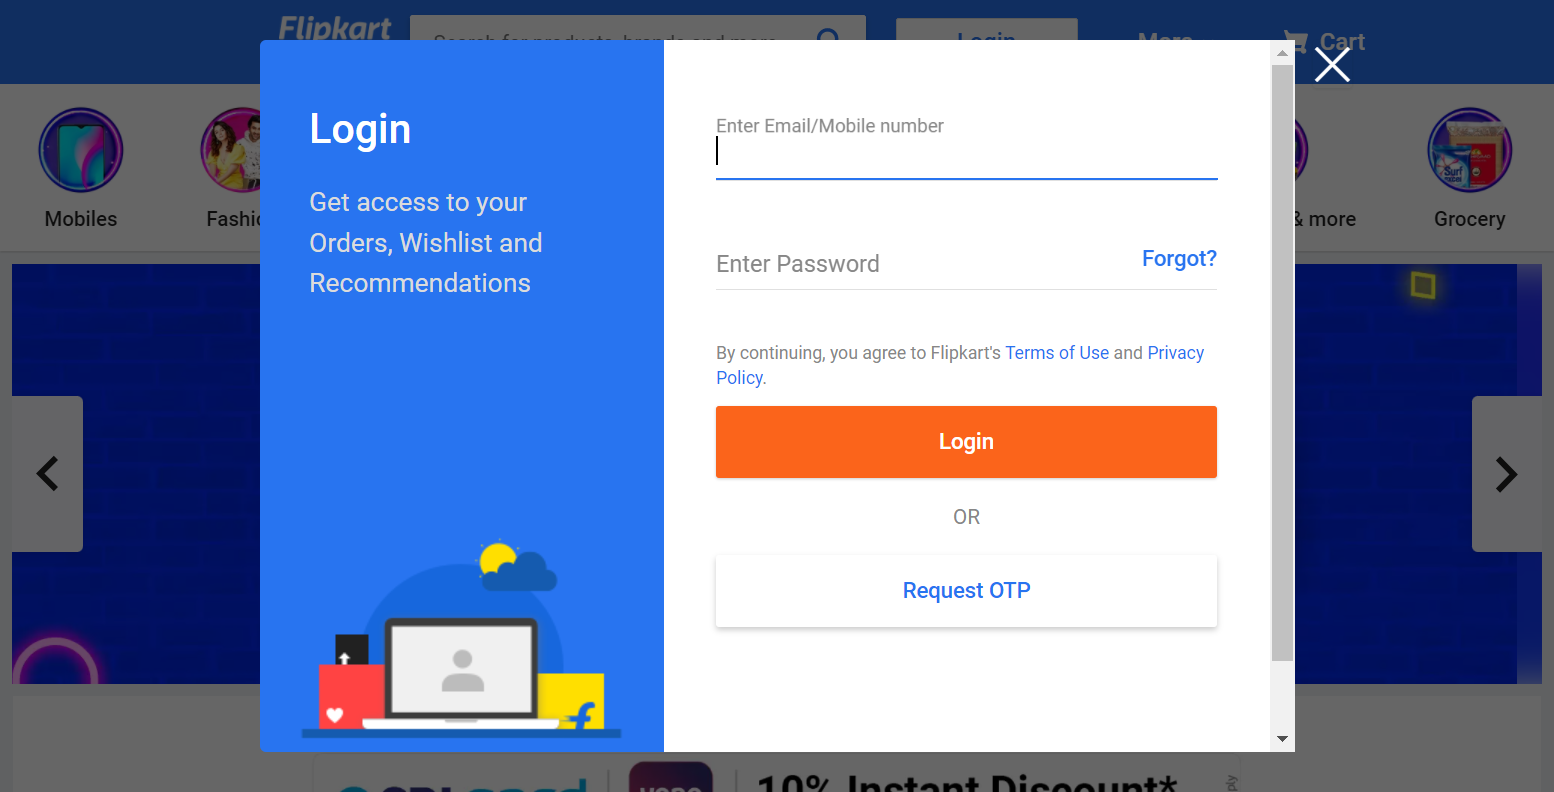 Flipkart
Search for products, brands and more
Login
More
Cart
Mobiles
Fashi
& more
Grocery
Login
Get access to your
Orders, Wishlist and
Recommendations
Enter Email/Mobile number
Enter Password
Forgot?
By continuing, you agree to Flipkart's Terms of Use and Privacy
Policy.
Login
OR
Request OTP
Surf
10% Instant Discount*